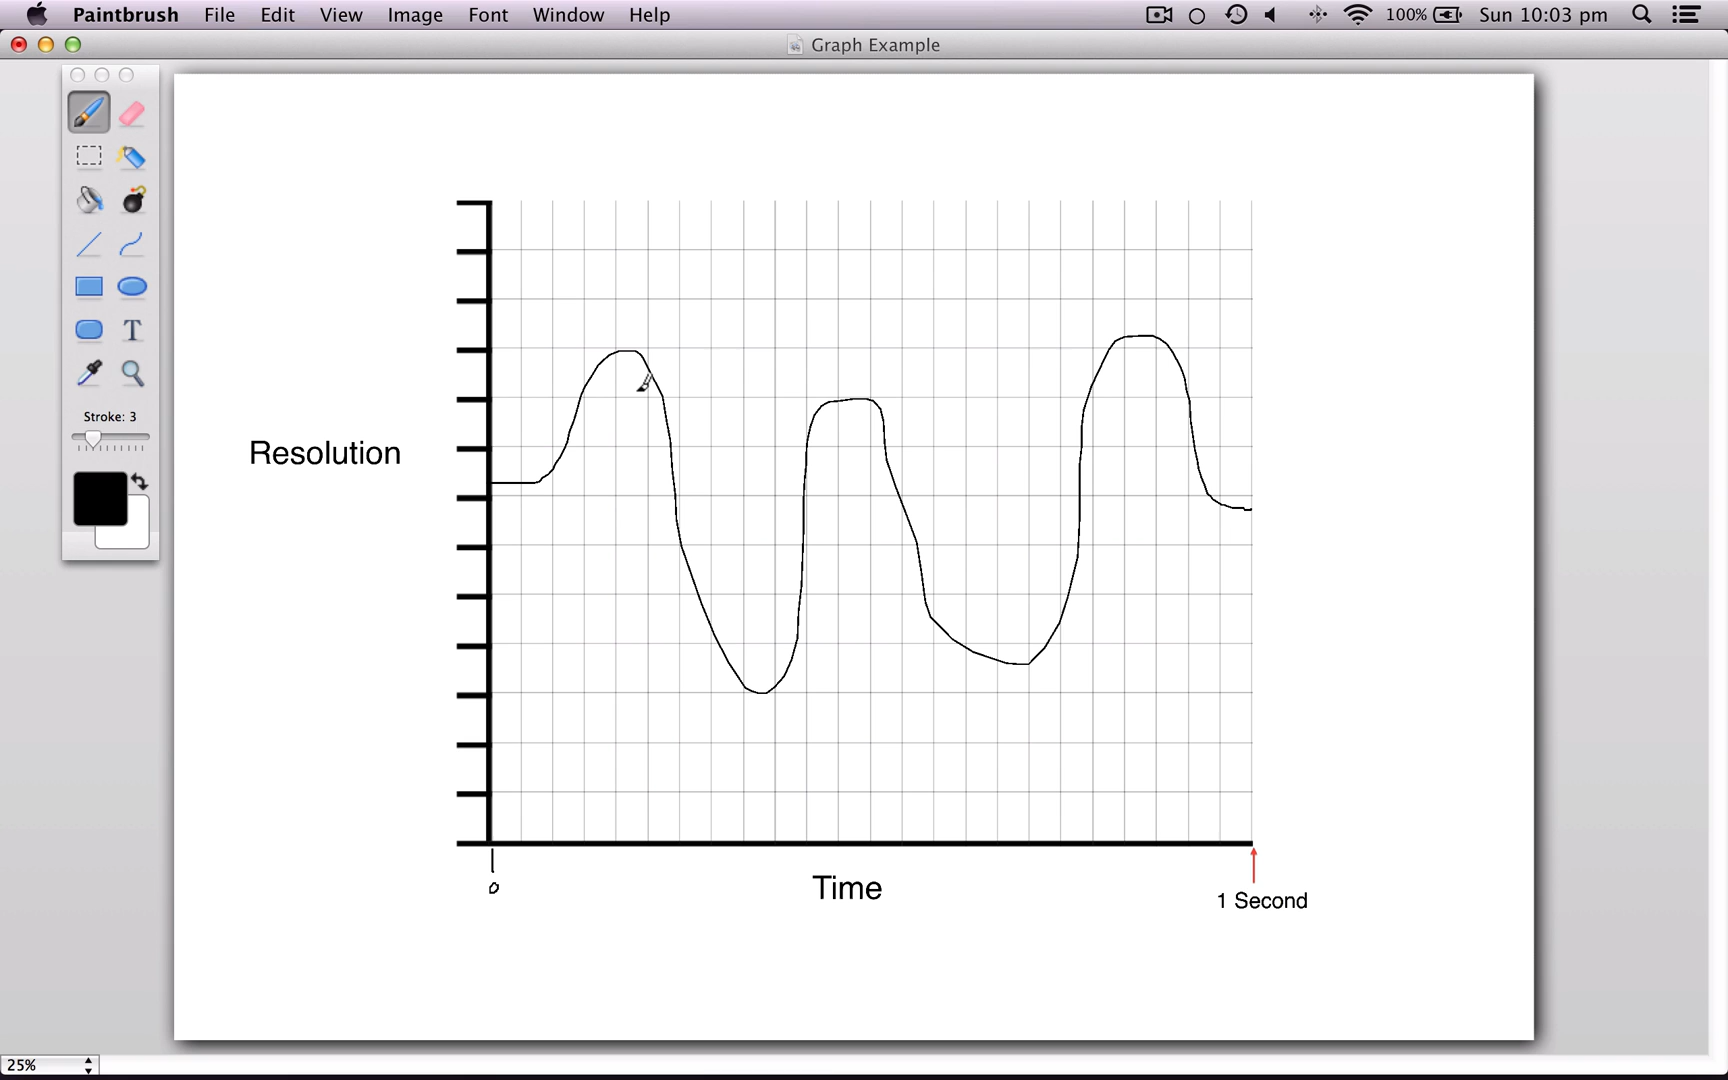 Paintbrush File Edit View Image Font Window Help 100% Sun 10:03 pm
Graph Example
Stroke: 3
T
Resolution
0
Time
1 Second
25%